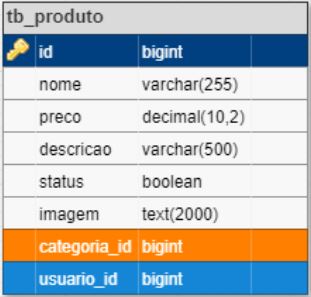 tb_produto
id bigint
nome varchar(255)
preco decimal(10,2)
descricao varchar(500)
status boolean
imagem text(2000)
categoria_id bigint
usuario_id bigint